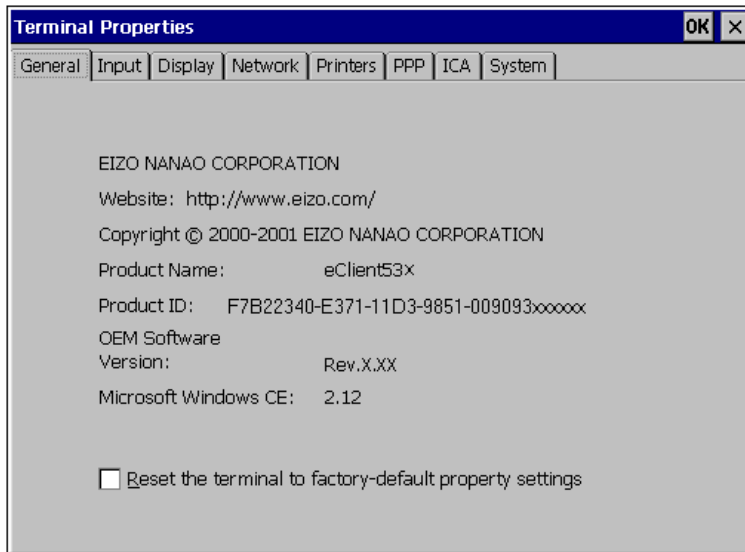 Terminal Properties OK ×
General Input Display Network Printers PPP ICA System
EIZO NANAO CORPORATION
Website: http://www.eizo.com/
Copyright © 2000-2001 EIZO NANAO CORPORATION
Product Name: eClient53X
Product ID: F7B22340-E371-11D3-9851-009093xxxxxx
OEM Software
Version: Rev.X.XX
Microsoft Windows CE: 2.12
Reset the terminal to factory-default property settings